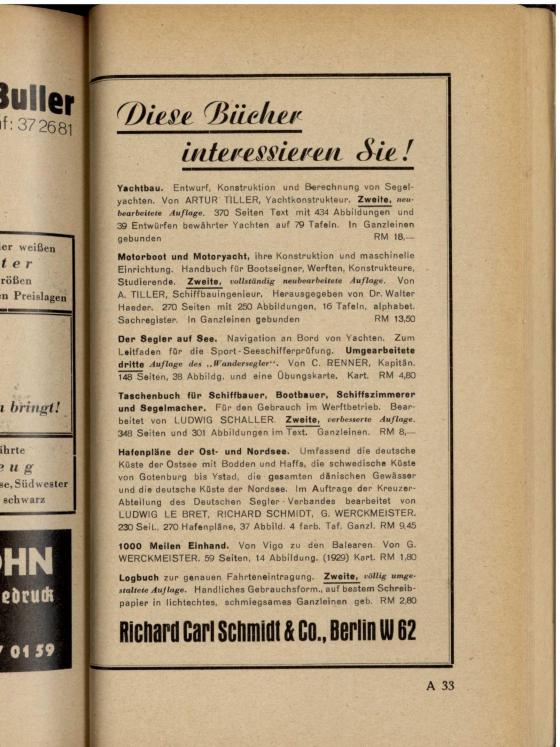 Buller
f: 37 26 81
er weißen
ter
rößen
n Preislagen
bringt!
ährte
eug
se, Südwester
schwarz
HN
edruck
7 01 59
Diese Bücher
interessieren Sie!
Yachtbau. Entwurf, Konstruktion und Berechnung von Segel-
yachten. Von ARTUR TILLER, Yachtkonstrukteur. Zweite, neu-
bearbeitete Auflage. 370 Seiten Text mit 434 Abbildungen und
39 Entwürfen bewährter Yachten auf 79 Tafeln. In Ganzleinen
gebunden RM 18,—
Motorboot und Motoryacht, ihre Konstruktion und maschinelle
Einrichtung. Handbuch für Bootseigner, Werften, Konstrukteure,
Studierende. Zweite, vollständig neubearbeitete Auflage. Von
A. TILLER, Schiffbauingenieur. Herausgegeben von Dr. Walter
Haeder. 270 Seiten mit 250 Abbildungen, 16 Tafeln, alphabet.
Sachregister. In Ganzleinen gebunden RM 13,50
Der Segler auf See. Navigation an Bord von Yachten. Zum
Leitfaden für die Sport-Seeschifferprüfung. Umgearbeitete
dritte Auflage des „Wandersegler“. Von C. RENNER, Kapitän.
148 Seiten, 38 Abbildg. und eine Übungskarte. Kart. RM 4,80
Taschenbuch für Schiffbauer, Bootbauer, Schiffszimmerer
und Segelmacher. Für den Gebrauch im Werftbetrieb. Bear-
beitet von LUDWIG SCHALLER. Zweite, verbesserte Auflage.
348 Seiten und 301 Abbildungen im Text. Ganzleinen. RM 8,—
Hafenpläne der Ost- und Nordsee. Umfassend die deutsche
Küste der Ostsee mit Bodden und Haffs, die schwedische Küste
von Gotenburg bis Ystad, die gesamten dänischen Gewässer
und die deutsche Küste der Nordsee. Im Auftrage der Kreuzer-
Abteilung des Deutschen Segler-Verbandes bearbeitet von
LUDWIG LE BRET, RICHARD SCHMIDT, G. WERCKMEISTER.
230 Seit., 270 Hafenpläne, 37 Abbild. 4 farb. Taf. Ganzl. RM 9,45
1000 Meilen Einhand. Von Vigo zu den Balearen. Von G.
WERCKMEISTER. 59 Seiten, 14 Abbildung. (1929) Kart. RM 1,80
Logbuch zur genauen Fahrteneintragung. Zweite, völlig umge-
staltete Auflage. Handliches Gebrauchsform., auf bestem Schreib-
papier in lichtechtes, schmiegsames Ganzleinen geb. RM 2,80
Richard Carl Schmidt & Co., Berlin W 62
A 33